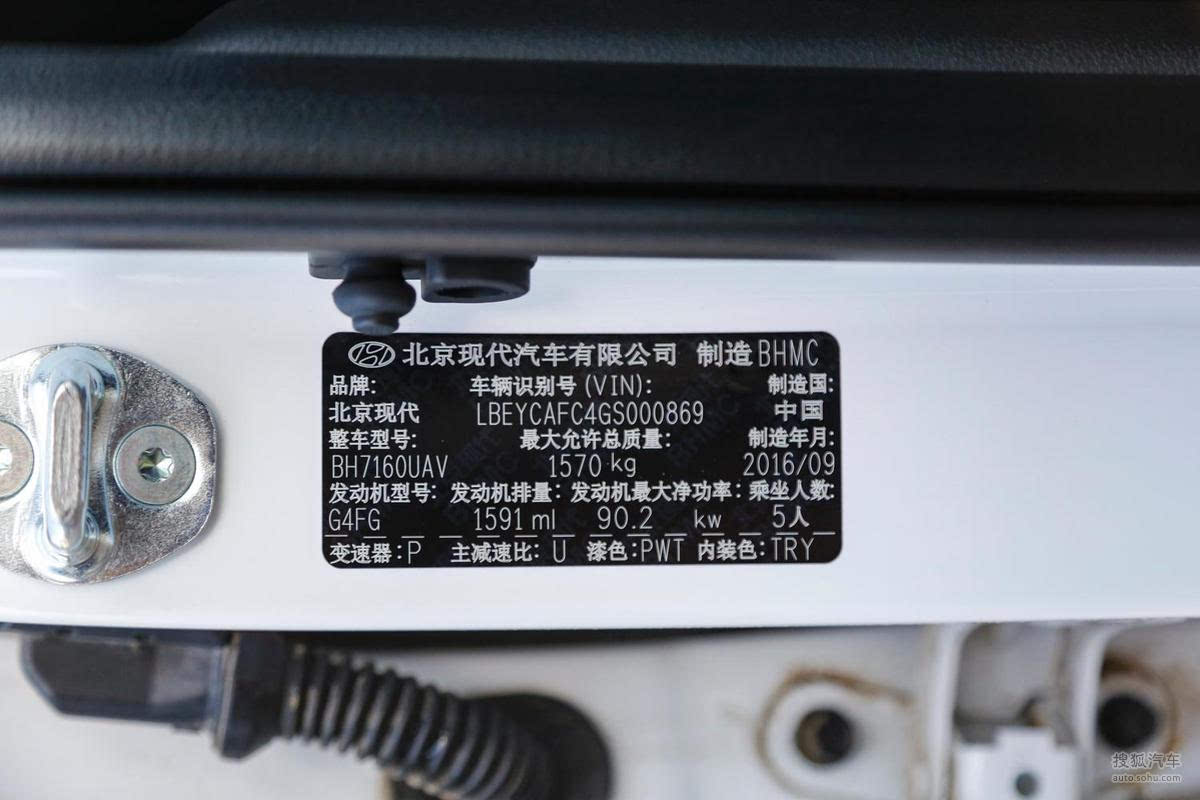 北京现代汽车有限公司 制造 BHMC
品牌: 车辆识别号 (VIN): 制造国:
北京现代 LBEYCAFC4GS000869 中国
整车型号: 最大允许总质量: 制造年月:
BH7160UAV 1570 kg 2016/09
发动机型号: 发动机排量: 发动机最大净功率: 乘坐人数:
G4FG 1591 ml 90.2 kw 5人
变速器:P 主减速比: U 漆色:PWT 内装色:TRY
搜狐汽车
auto.sohu.com